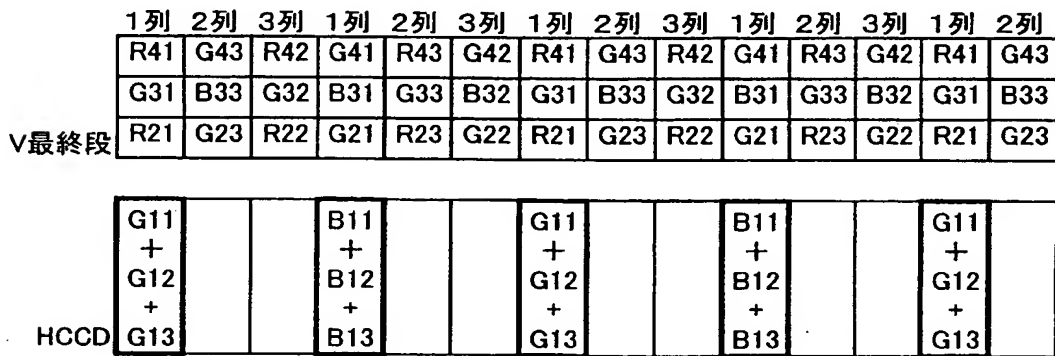 1列 2列 3列 1列 2列 3列 1列 2列 3列 1列 2列 3列 1列 2列
R41 G43 R42 G41 R43 G42 R41 G43 R42 G41 R43 G42 R41 G43
G31 B33 G32 B31 G33 B32 G31 B33 G32 B31 G33 B32 G31 B33
V最終段 R21 G23 R22 G21 R23 G22 R21 G23 R22 G21 R23 G22 R21 G23
G11 B11 G11 B11 G11
+ + + + +
G12 B12 G12 B12 G12
+ + + + +
HCCD G13 B13 G13 B13 G13